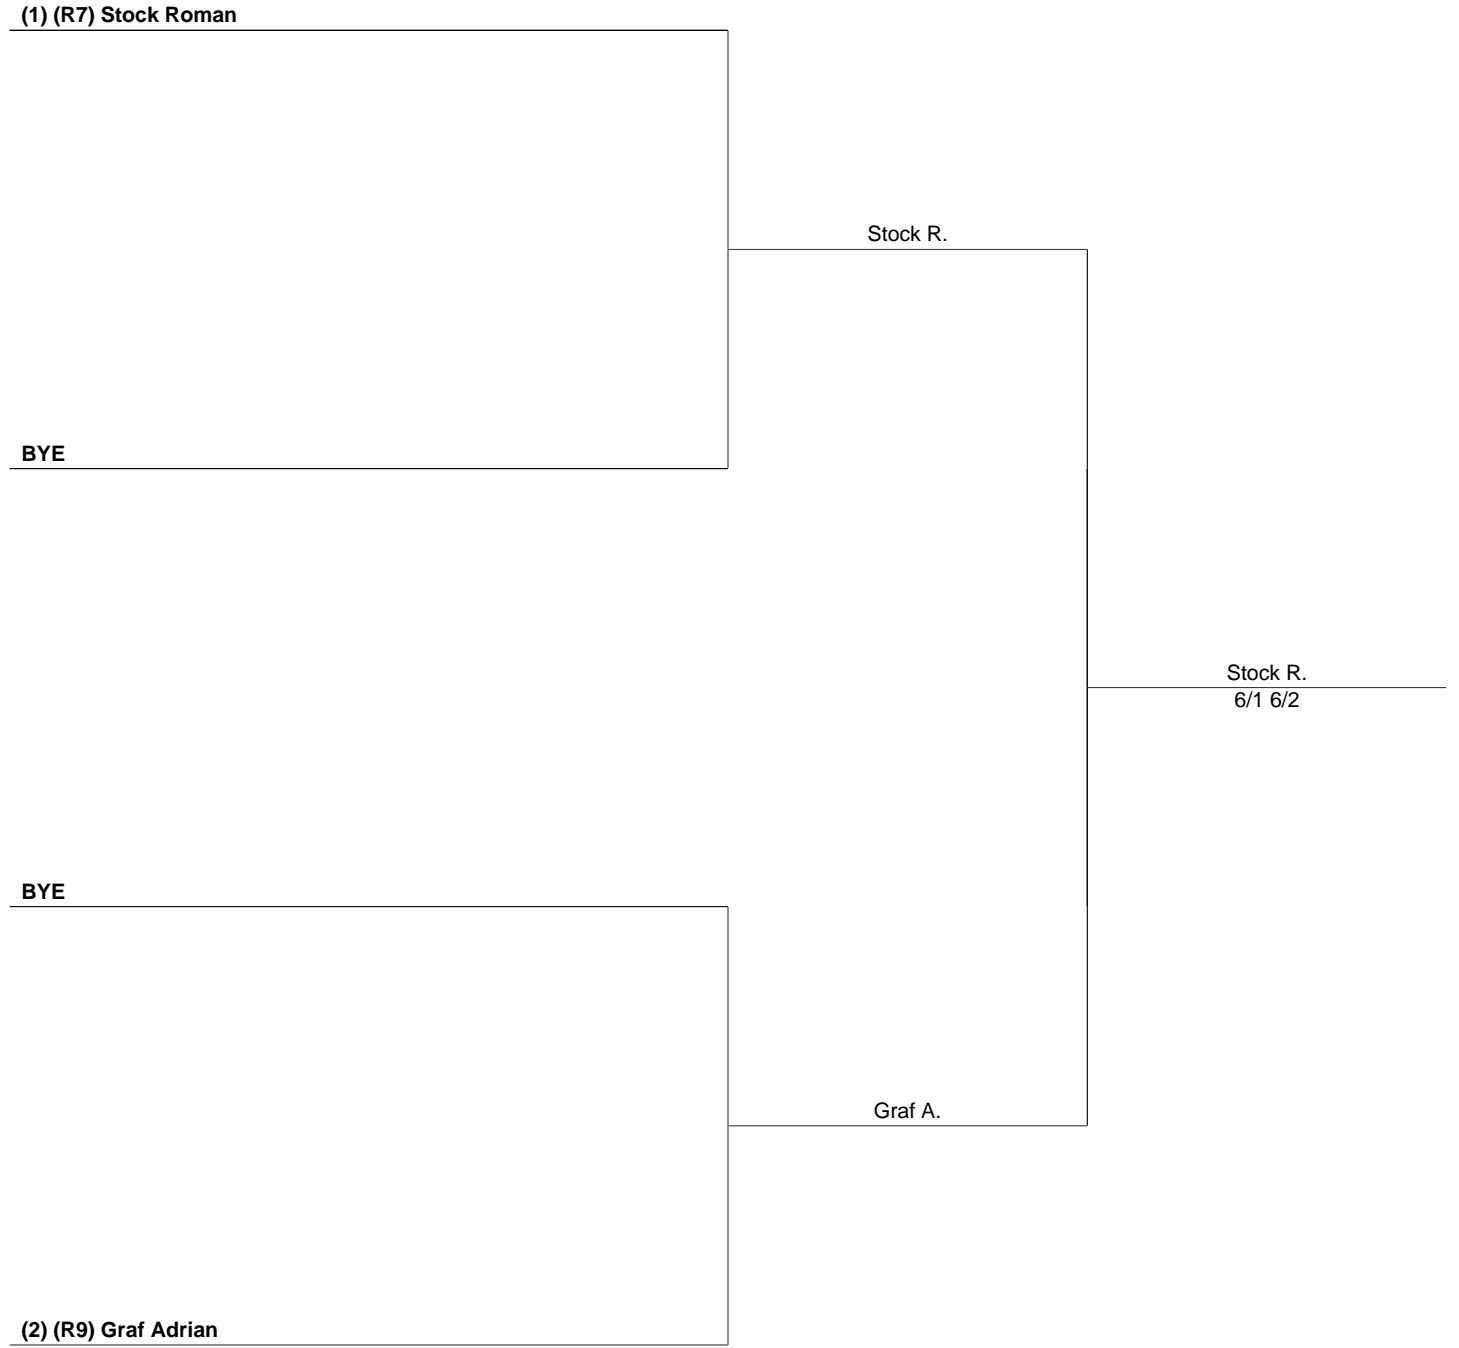 (1) (R7) Stock Roman
Stock R.
BYE
Stock R.
6/1 6/2
BYE
Graf A.
(2) (R9) Graf Adrian